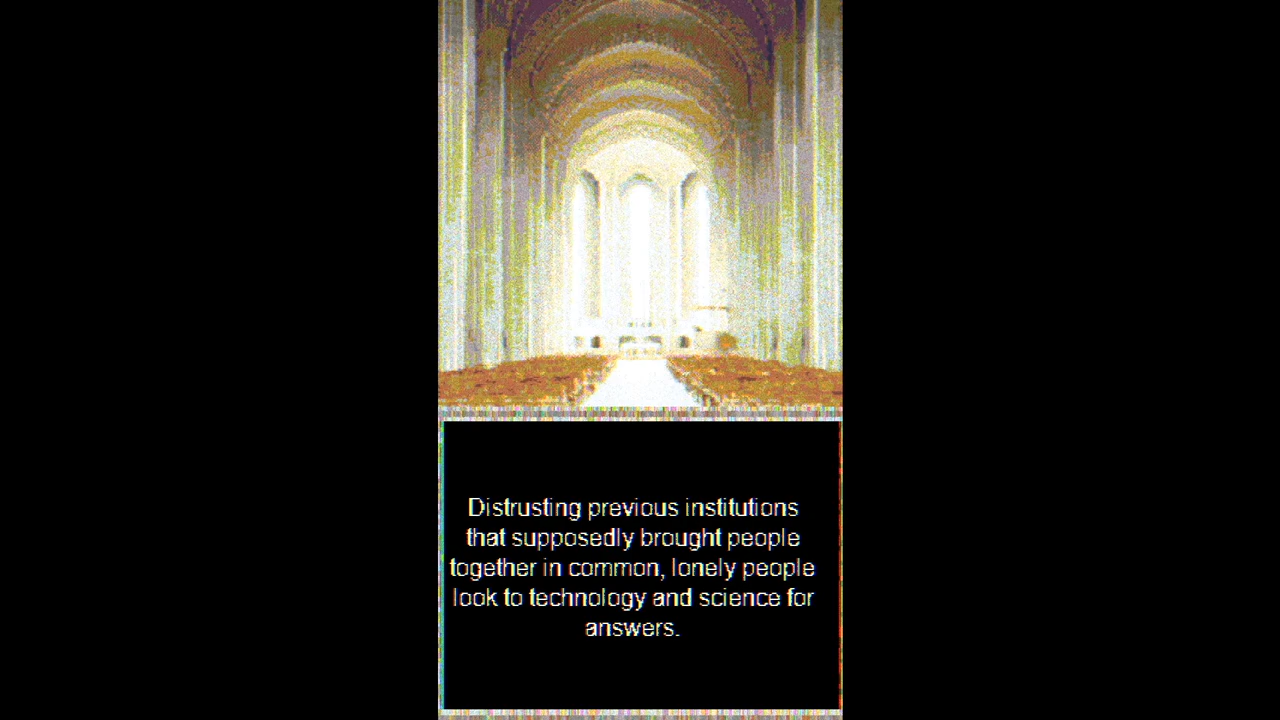 Distrusting previous institutions
that supposedly brought people
together in common, lonely people
look to technology and science for
answers.